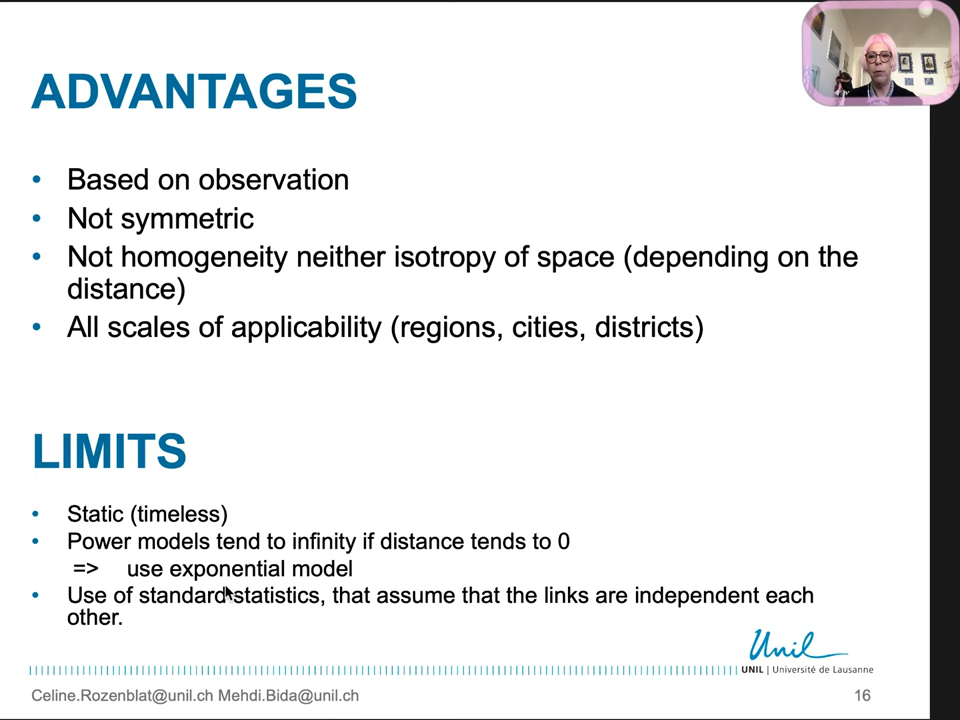 ADVANTAGES
• Based on observation
• Not symmetric
• Not homogeneity neither isotropy of space (depending on the
distance)
• All scales of applicability (regions, cities, districts)
LIMITS
• Static (timeless)
• Power models tend to infinity if distance tends to 0
=> use exponential model
• Use of standard statistics, that assume that the links are independent each
other.
Unil
UNIL | Université de Lausanne
Celine.Rozenblat@unil.ch Mehdi.Bida@unil.ch
16